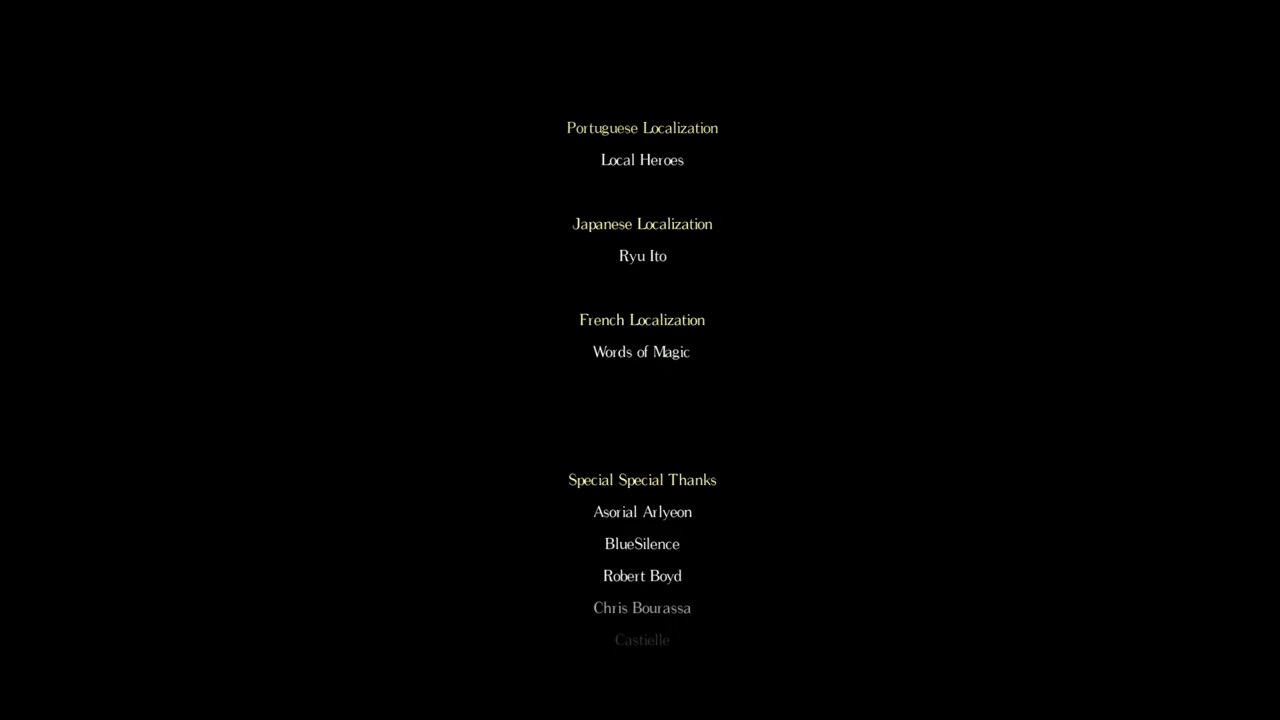 Portuguese Localization
Local Heroes
Japanese Localization
Ryu Ito
French Localization
Words of Magic
Special Special Thanks
Asorial Arlyeon
BlueSilence
Robert Boyd
Chris Bourassa
Castielle